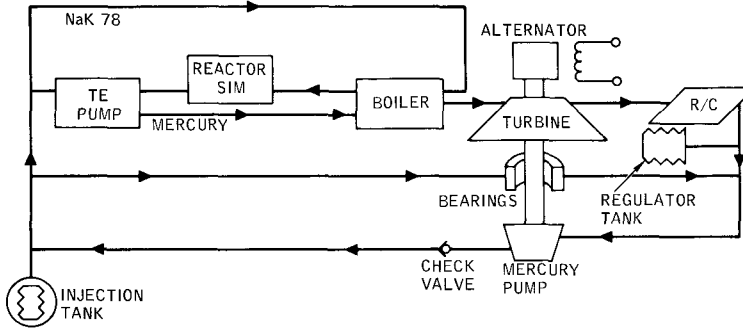 NaK 78
ALTERNATOR
REACTOR
SIM
TE
PUMP
BOILER
R/C
MERCURY
TURBINE
BEARINGS
REGULATOR
TANK
CHECK
VALVE
MERCURY
PUMP
INJECTION
TANK